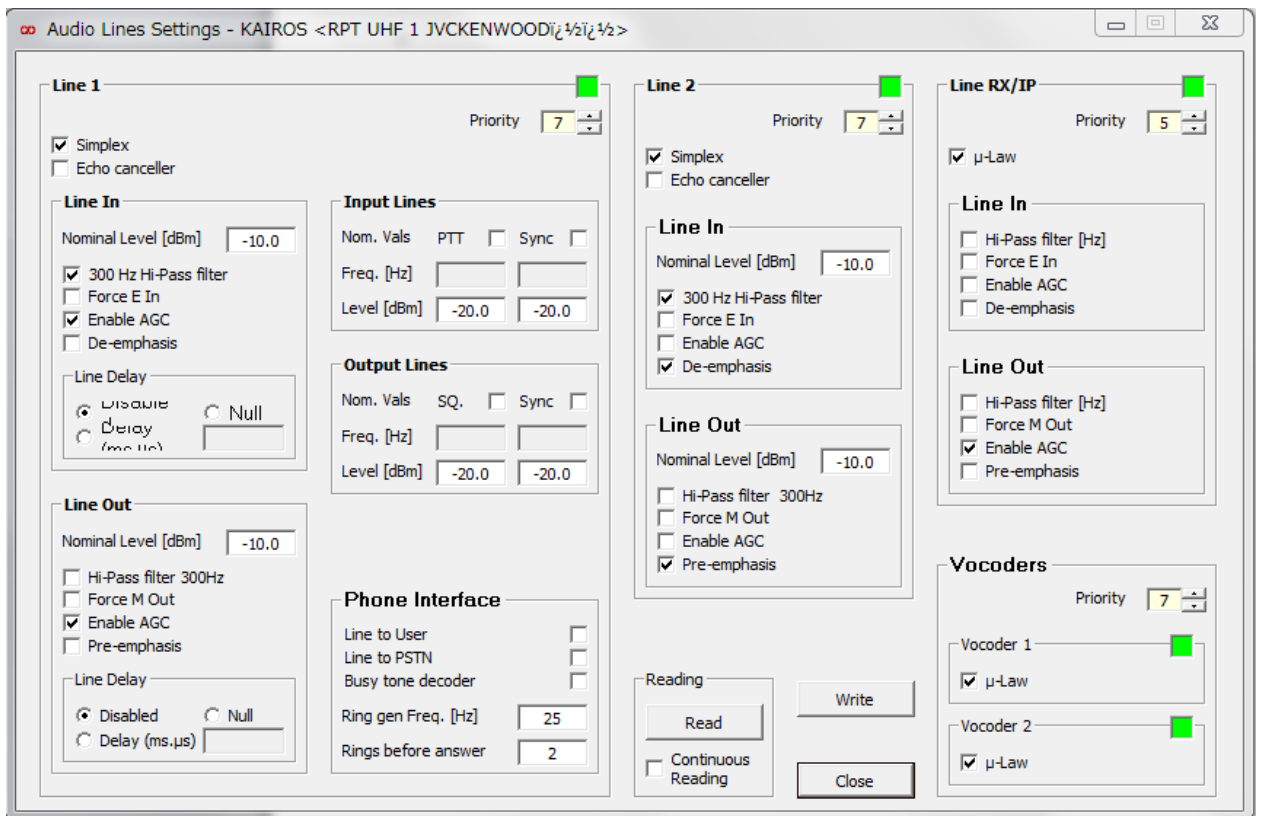 Audio Lines Settings - KAIROS <RPT UHF 1 JVCKENWOODï¿½ï¿½>
Line 1
Priority 7
Simplex
Echo canceller
Line In
Nominal Level [dBm] -10.0
300 Hz Hi-Pass filter
Force E In
Enable AGC
De-emphasis
Line Delay
Disable Null
Delay
(ms.µs)
Line Out
Nominal Level [dBm] -10.0
Hi-Pass filter 300Hz
Force M Out
Enable AGC
Pre-emphasis
Line Delay
Disabled Null
Delay (ms.µs)
Input Lines
Nom. Vals PTT Sync
Freq. [Hz]
Level [dBm] -20.0 -20.0
Output Lines
Nom. Vals SQ. Sync
Freq. [Hz]
Level [dBm] -20.0 -20.0
Phone Interface
Line to User
Line to PSTN
Busy tone decoder
Ring gen Freq. [Hz] 25
Rings before answer 2
Line 2
Priority 7
Simplex
Echo canceller
Line In
Nominal Level [dBm] -10.0
300 Hz Hi-Pass filter
Force E In
Enable AGC
De-emphasis
Line Out
Nominal Level [dBm] -10.0
Hi-Pass filter 300Hz
Force M Out
Enable AGC
Pre-emphasis
Reading
Read
Continuous
Reading
Write
Close
Line RX/IP
Priority 5
µ-Law
Line In
Hi-Pass filter [Hz]
Force E In
Enable AGC
De-emphasis
Line Out
Hi-Pass filter [Hz]
Force M Out
Enable AGC
Pre-emphasis
Vocoders
Priority 7
Vocoder 1
µ-Law
Vocoder 2
µ-Law